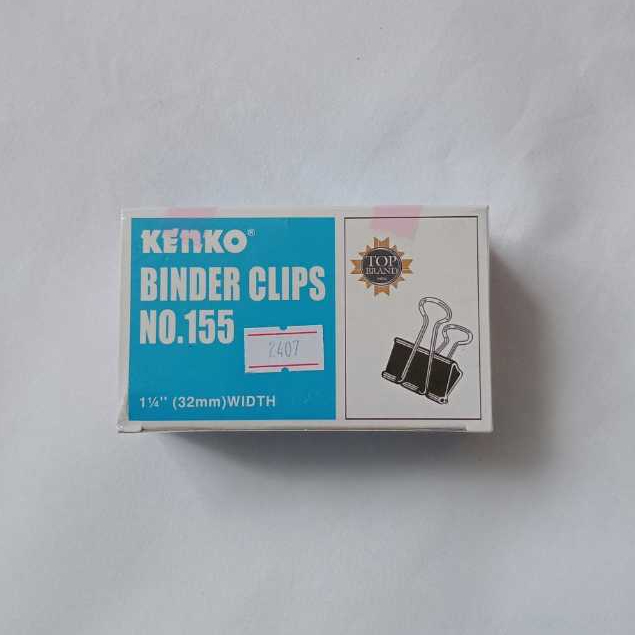 KENKO®
BINDER CLIPS
NO.155
2407
1¼" (32mm)WIDTH
TOP
BRAND